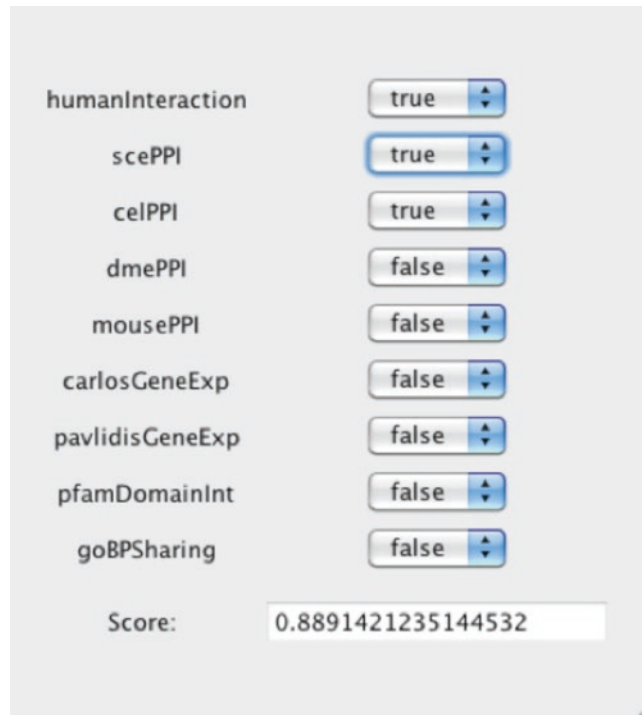 humanInteraction true
scePPI true
celPPI true
dmePPI false
mousePPI false
carlosGeneExp false
pavlidisGeneExp false
pfamDomainInt false
goBPSharing false
Score: 0.8891421235144532